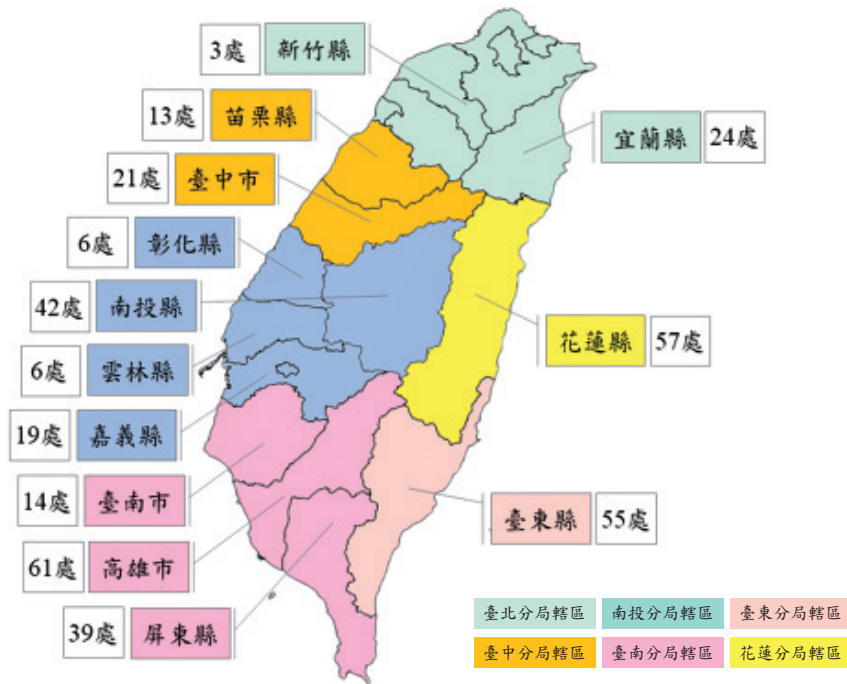 3處 新竹縣
13處 苗栗縣
宜蘭縣 24處
21處 臺中市
6處 彰化縣
42處 南投縣
花蓮縣 57處
6處 雲林縣
19處 嘉義縣
14處 臺南市
臺東縣 55處
61處 高雄市
39處 屏東縣
臺北分局轄區 南投分局轄區 臺東分局轄區
臺中分局轄區 臺南分局轄區 花蓮分局轄區